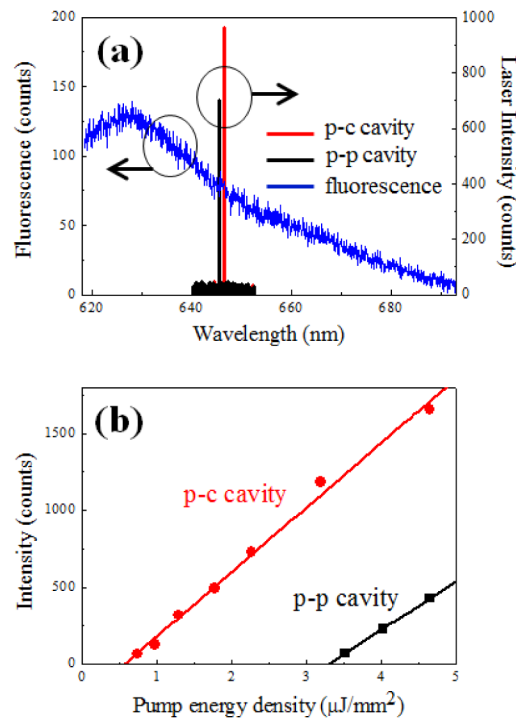 (a)
Fluorescence (counts)
200
150
100
50
0
1000
800
600
400
200
0
Laser Intensity (counts)
p-c cavity
p-p cavity
fluorescence
620 640 660 680
Wavelength (nm)
(b)
Intensity (counts)
1500
1000
500
0
p-c cavity
p-p cavity
0 1 2 3 4 5
Pump energy density (μJ/mm²)